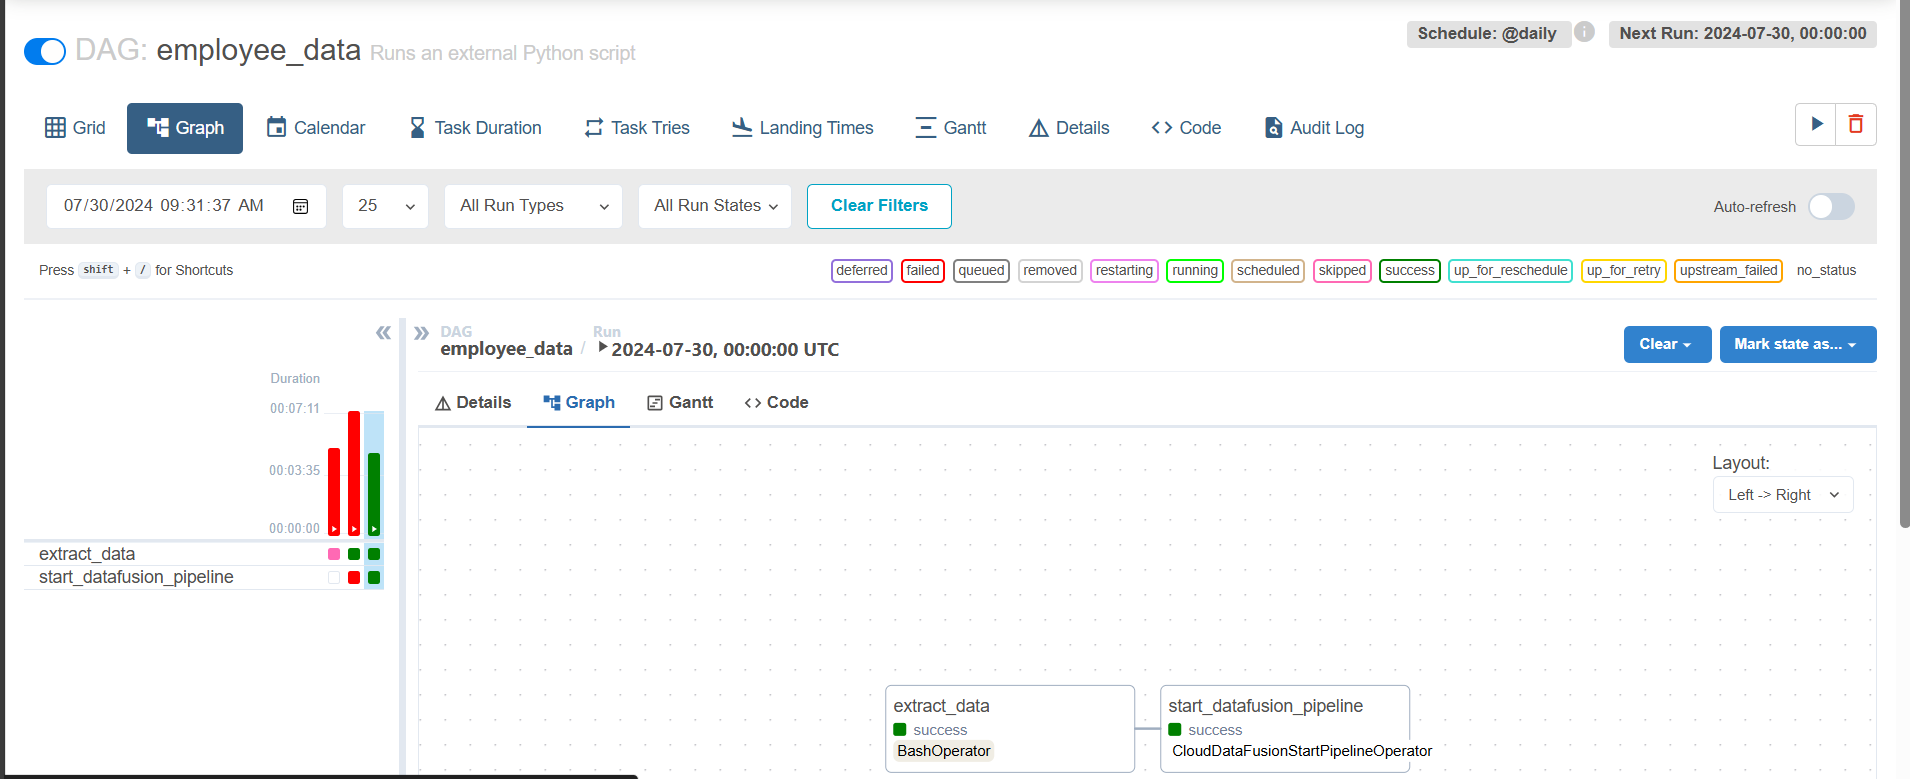 DAG: employee_data Runs an external Python script
Schedule: @daily
Next Run: 2024-07-30, 00:00:00
Grid
Graph
Calendar
Task Duration
Task Tries
Landing Times
Gantt
Details
Code
Audit Log
07/30/2024 09:31:37 AM
25
All Run Types
All Run States
Clear Filters
Auto-refresh
Press shift + / for Shortcuts
deferred
failed
queued
removed
restarting
running
scheduled
skipped
success
up_for_reschedule
up_for_retry
upstream_failed
no_status
Duration
00:07:11
00:03:35
00:00:00
extract_data
start_datafusion_pipeline
DAG
employee_data /
Run
2024-07-30, 00:00:00 UTC
Clear
Mark state as...
Details
Graph
Gantt
Code
Layout:
Left -> Right
extract_data
success
BashOperator
start_datafusion_pipeline
success
CloudDataFusionStartPipelineOperator